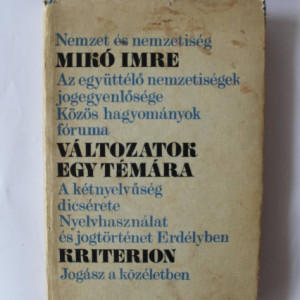 Nemzet és nemzetiség
MIKÓ IMRE
Az együttélő nemzetiségek
jogegyenlősége
Közös hagyományok
fóruma
VÁLTOZATOK
EGY TÉMÁRA
A kétnyelvűség
dicsérete
Nyelvhasználat
és jogtörténet Erdélyben
KRITERION
Jogász a közéletben